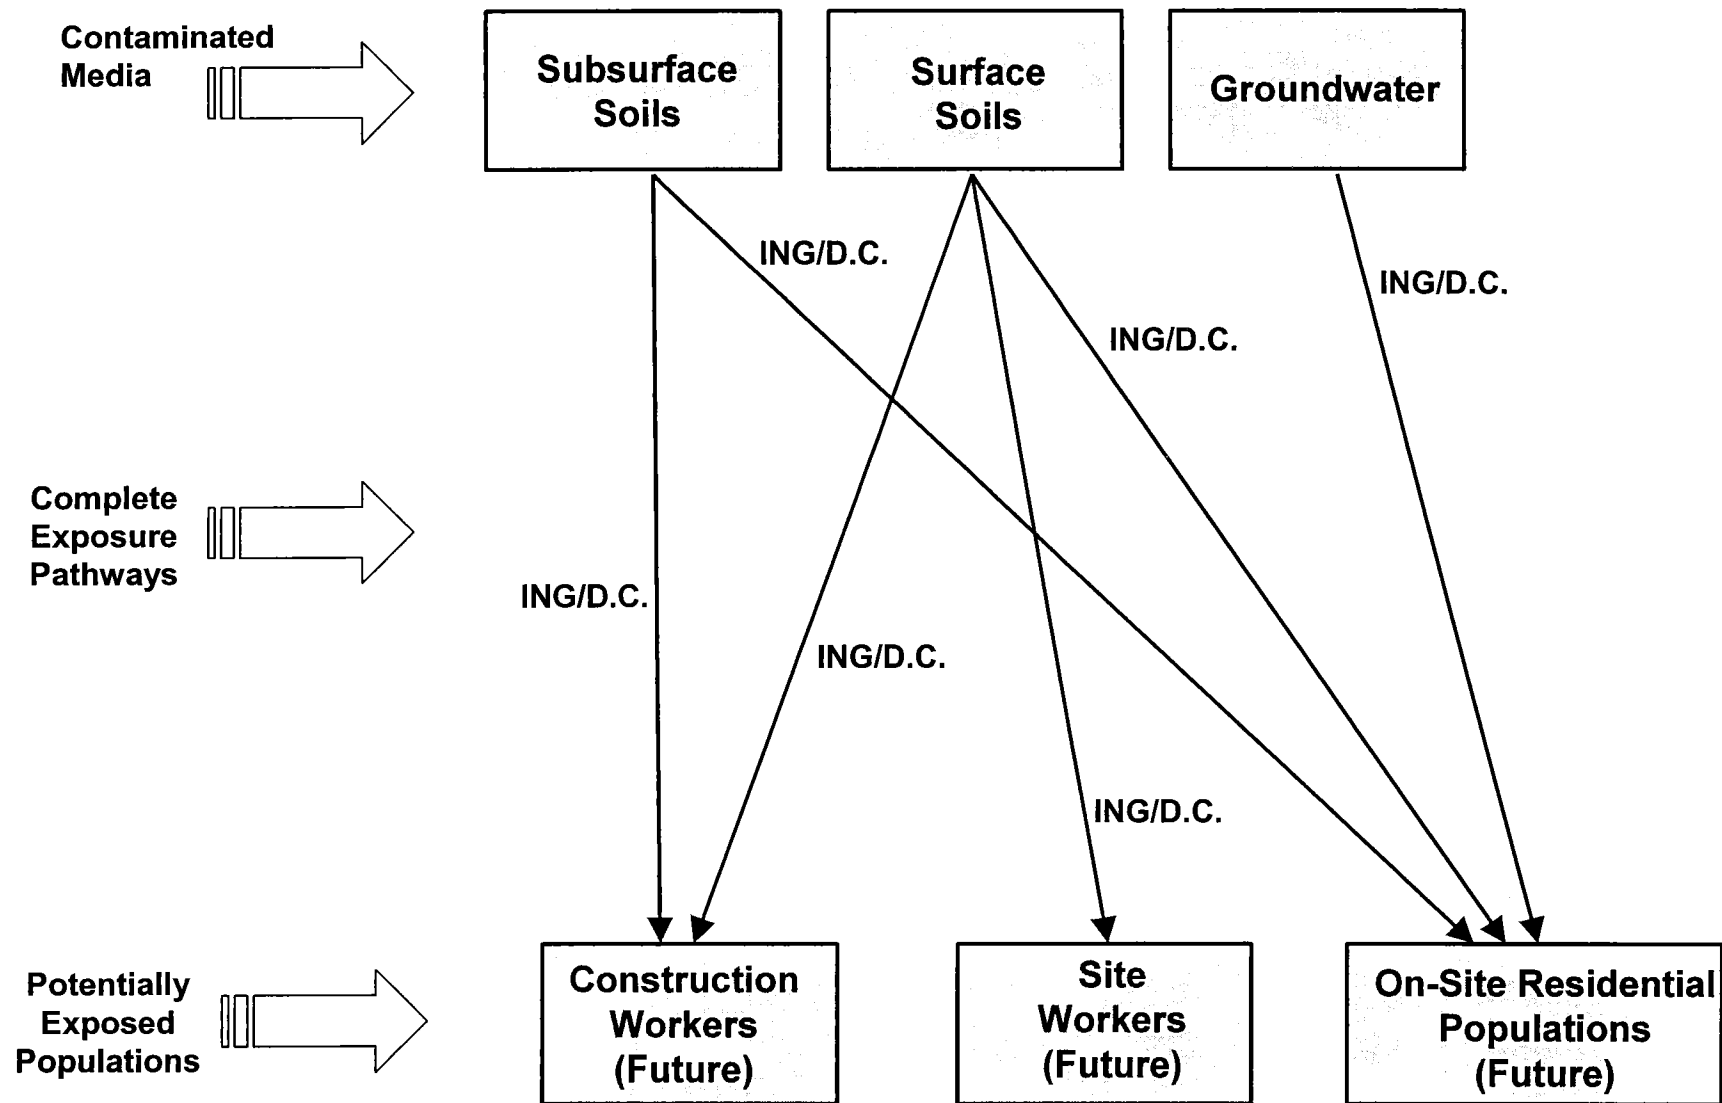 Contaminated
Media
Subsurface
Soils
Surface
Soils
Groundwater
ING/D.C.
ING/D.C.
ING/D.C.
Complete
Exposure
Pathways
ING/D.C.
ING/D.C.
ING/D.C.
Potentially
Exposed
Populations
Construction
Workers
(Future)
Site
Workers
(Future)
On-Site Residential
Populations
(Future)